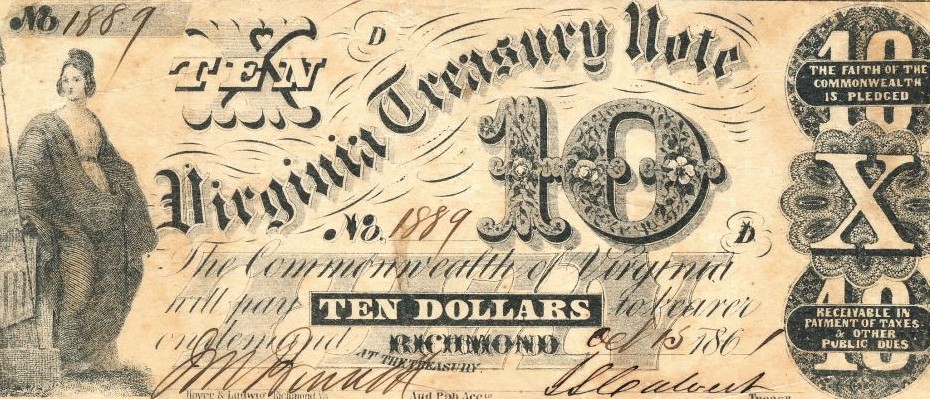 No 1889
TEN
X
D
Virginia Treasury Note
10
No. 1889
D
The Commonwealth of Virginia
will pay TEN DOLLARS to bearer
on demand RICHMOND Oct 15 1861
AT THE TREASURY.
Hoyer & Ludwig Richmond Va
Aud Pub Acc
Treasr
10
THE FAITH OF THE
COMMONWEALTH
IS PLEDGED
X
10
RECEIVABLE IN
PAYMENT OF TAXES
& OTHER
PUBLIC DUES